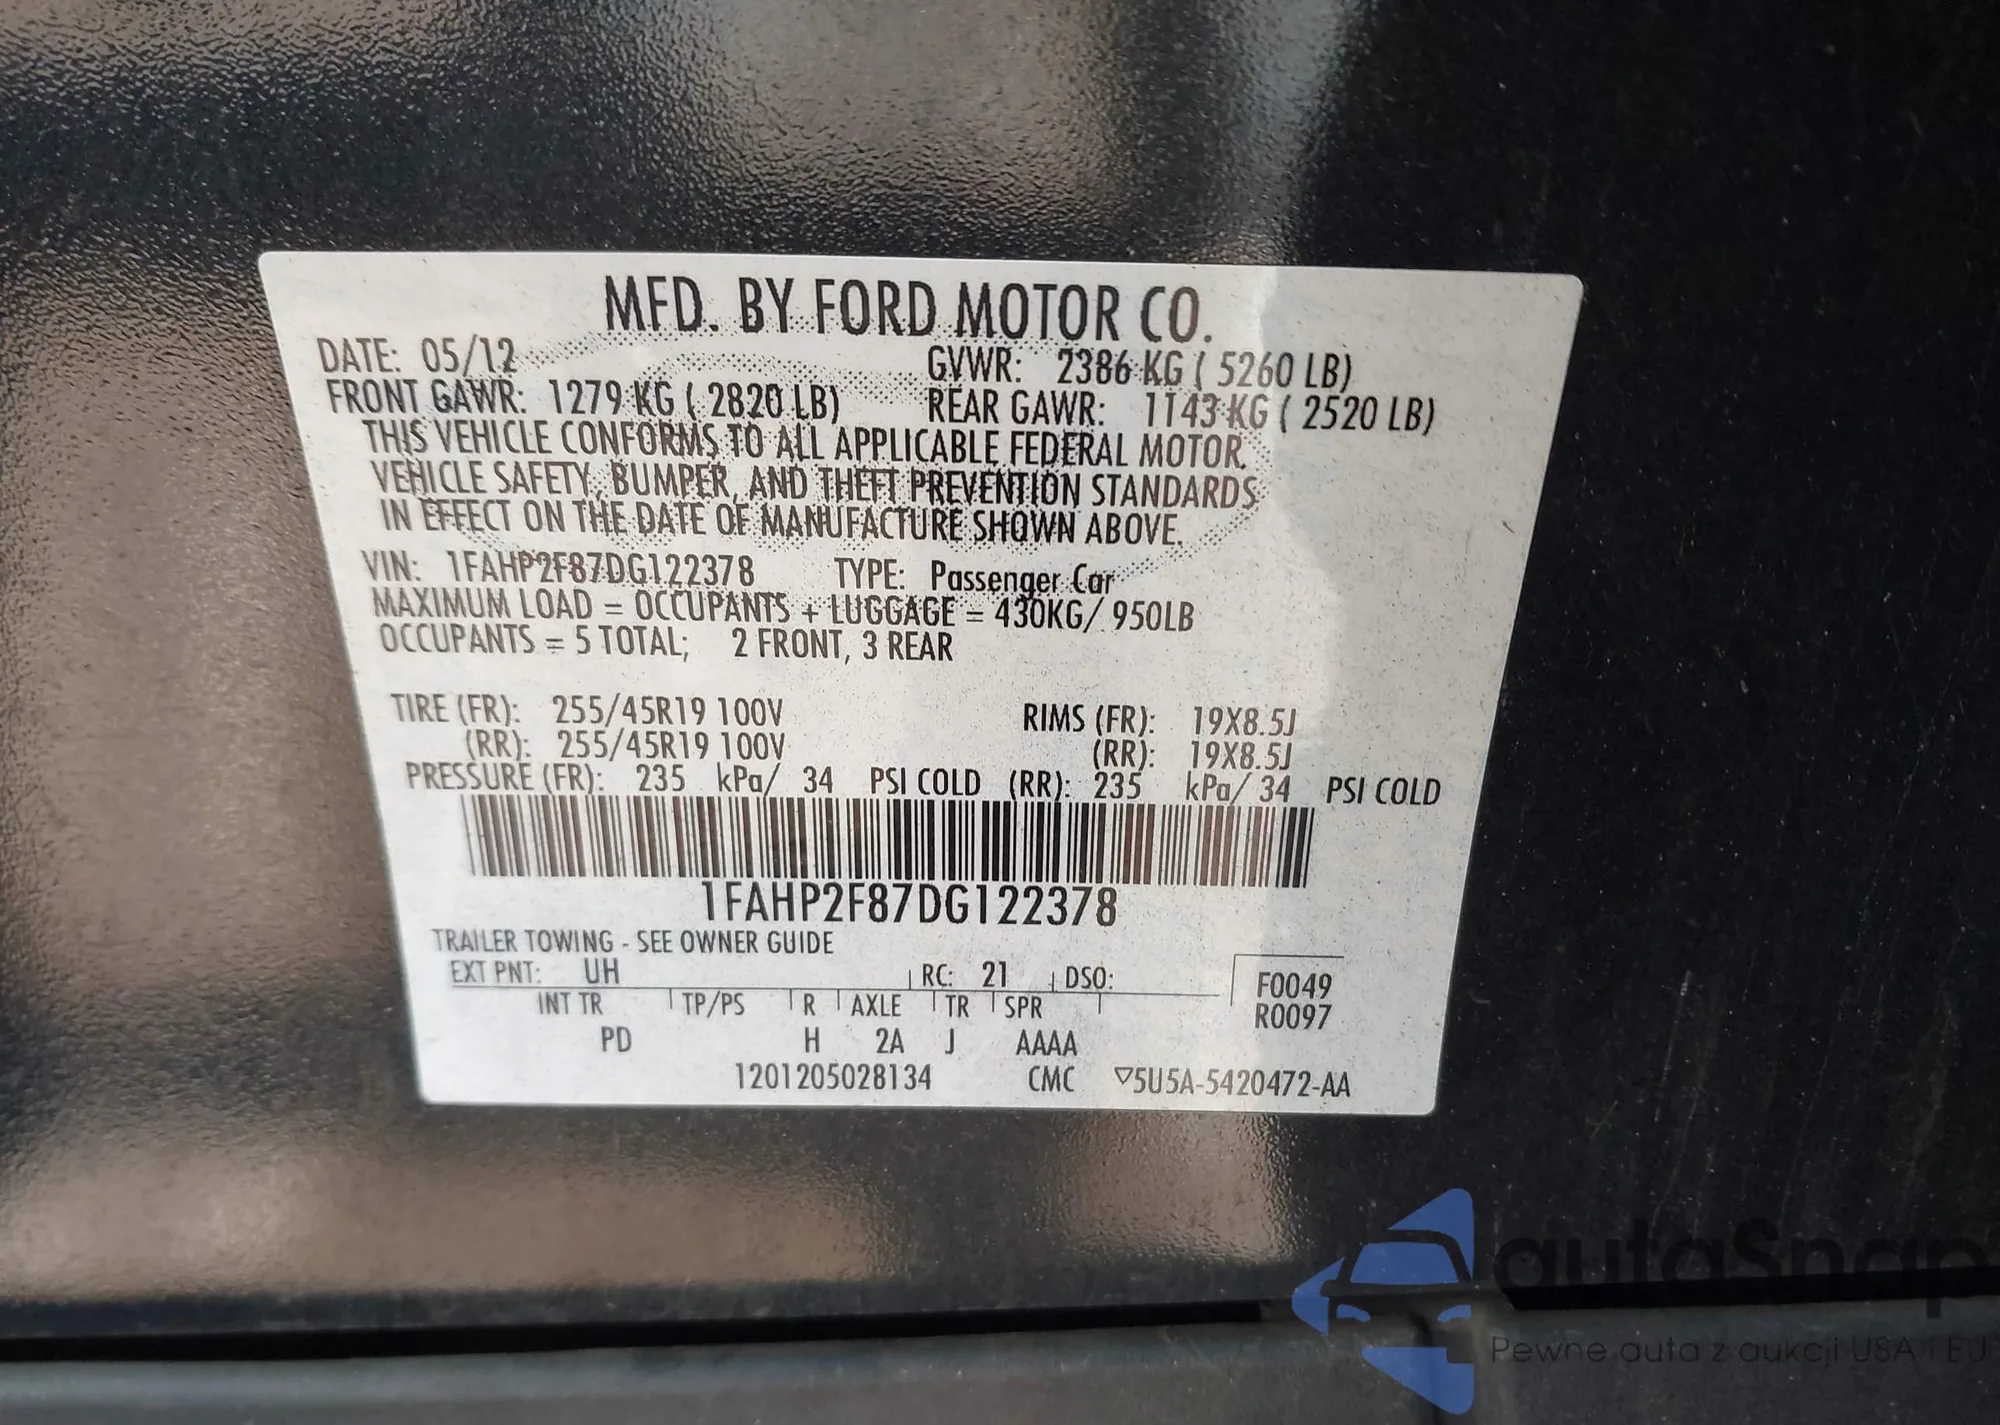 MFD. BY FORD MOTOR CO.
DATE: 05/12 GVWR: 2386 KG ( 5260 LB)
FRONT GAWR: 1279 KG ( 2820 LB) REAR GAWR: 1143 KG ( 2520 LB)
THIS VEHICLE CONFORMS TO ALL APPLICABLE FEDERAL MOTOR
VEHICLE SAFETY, BUMPER, AND THEFT PREVENTION STANDARDS
IN EFFECT ON THE DATE OF MANUFACTURE SHOWN ABOVE.
VIN: 1FAHP2F87DG122378 TYPE: Passenger Car
MAXIMUM LOAD = OCCUPANTS + LUGGAGE = 430KG/ 950LB
OCCUPANTS = 5 TOTAL; 2 FRONT, 3 REAR
TIRE (FR): 255/45R19 100V RIMS (FR): 19X8.5J
(RR): 255/45R19 100V (RR): 19X8.5J
PRESSURE (FR): 235 kPa/ 34 PSI COLD (RR): 235 kPa/ 34 PSI COLD
1FAHP2F87DG122378
TRAILER TOWING - SEE OWNER GUIDE
EXT PNT: UH RC: 21 DSO: F0049
INT TR TP/PS R AXLE TR SPR R0097
PD H 2A J AAAA
1201205028134 CMC ▽5U5A-5420472-AA
autaSnap
Pewne auta z aukcji USA i EU